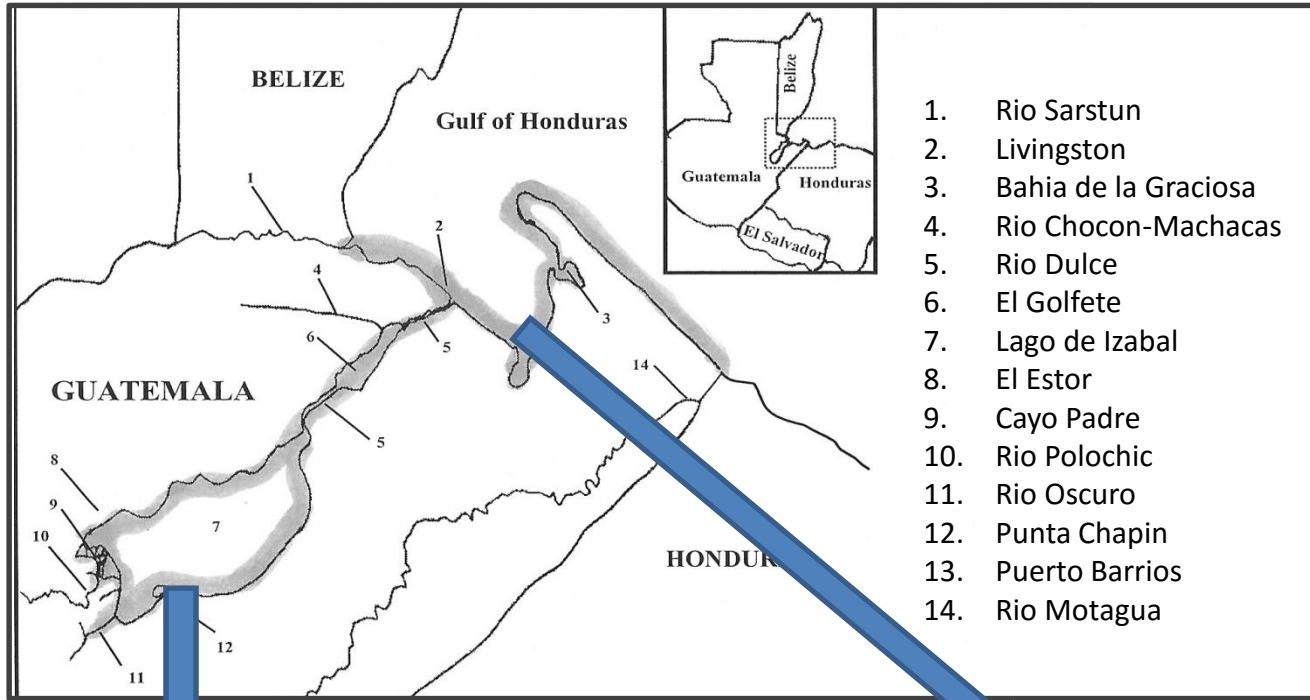 BELIZE
Gulf of Honduras
Belize
Guatemala
Honduras
El Salvador
1
2
3
4
5
6
GUATEMALA
5
14
8
9
7
10
HONDUR
12
11
1. Rio Sarstun
2. Livingston
3. Bahia de la Graciosa
4. Rio Chocon-Machacas
5. Rio Dulce
6. El Golfete
7. Lago de Izabal
8. El Estor
9. Cayo Padre
10. Rio Polochic
11. Rio Oscuro
12. Punta Chapin
13. Puerto Barrios
14. Rio Motagua